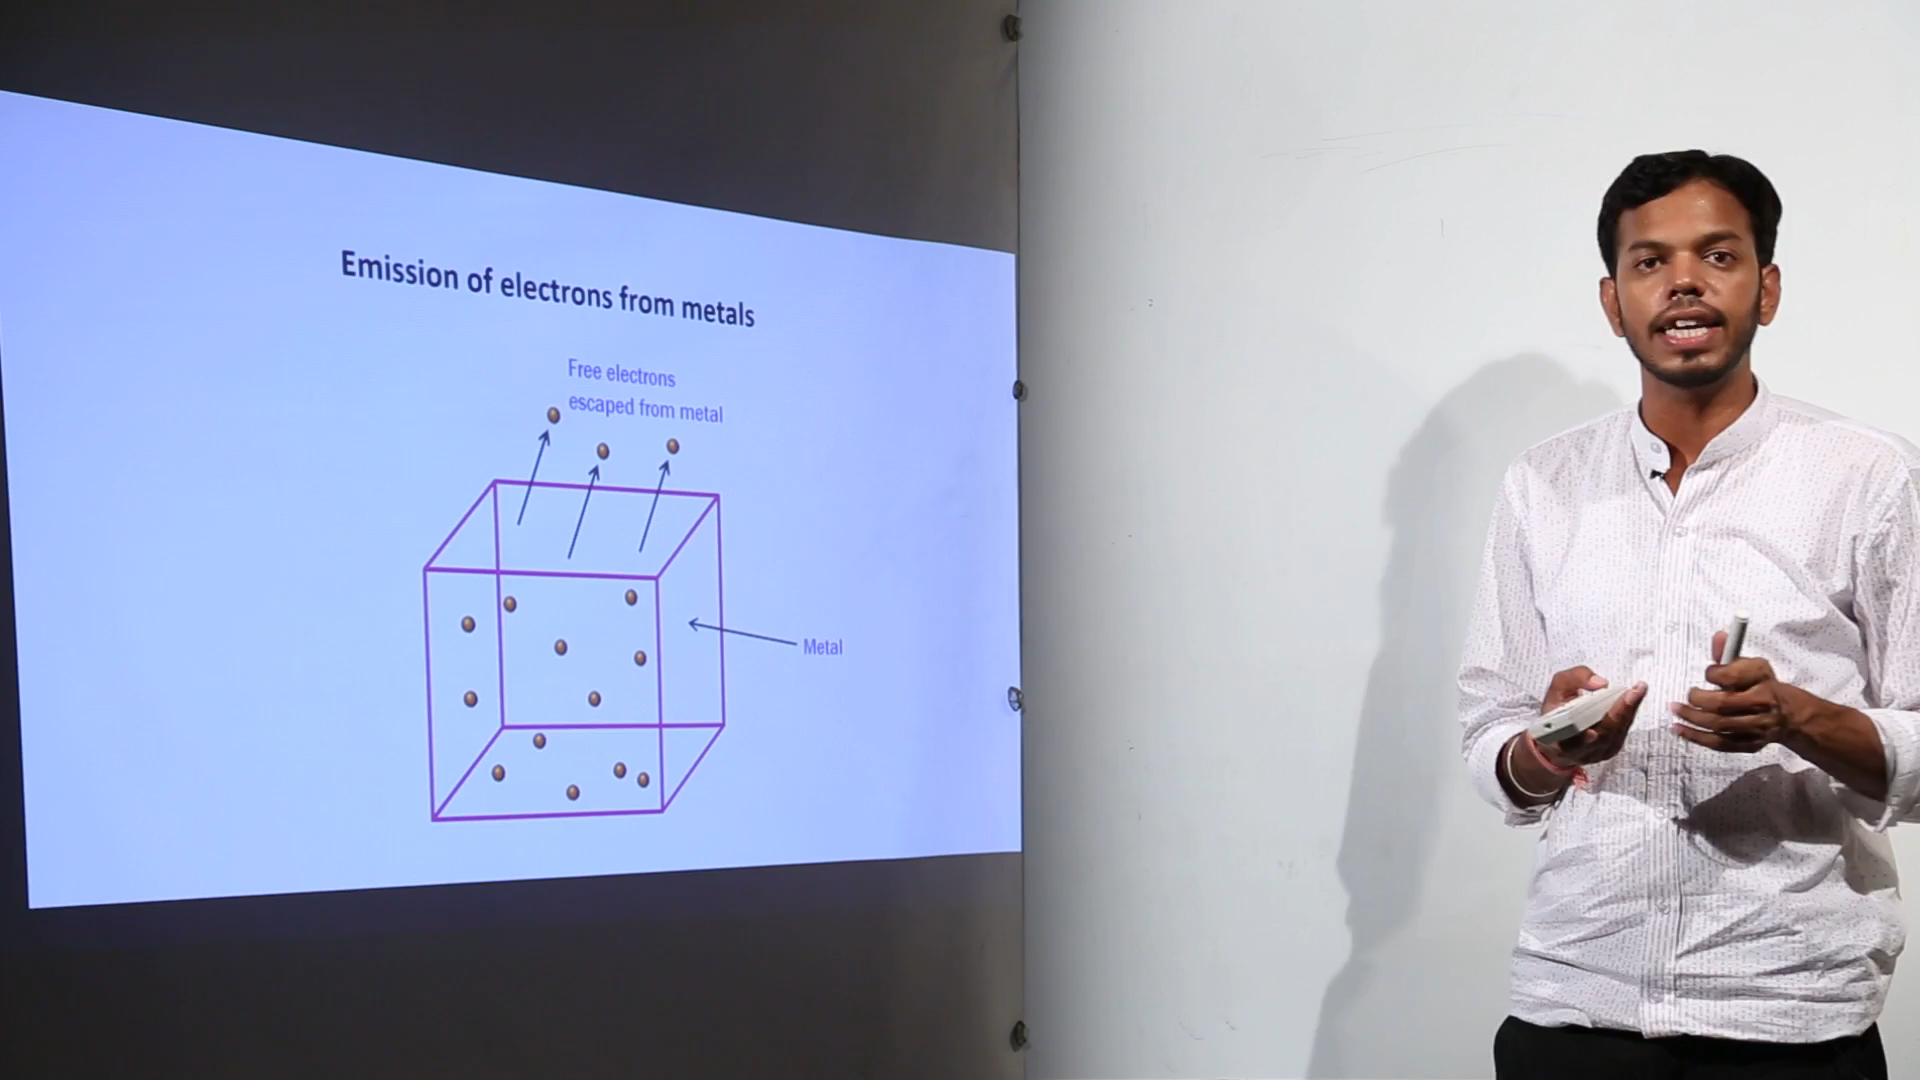 Emission of electrons from metals
Free electrons
escaped from metal
Metal